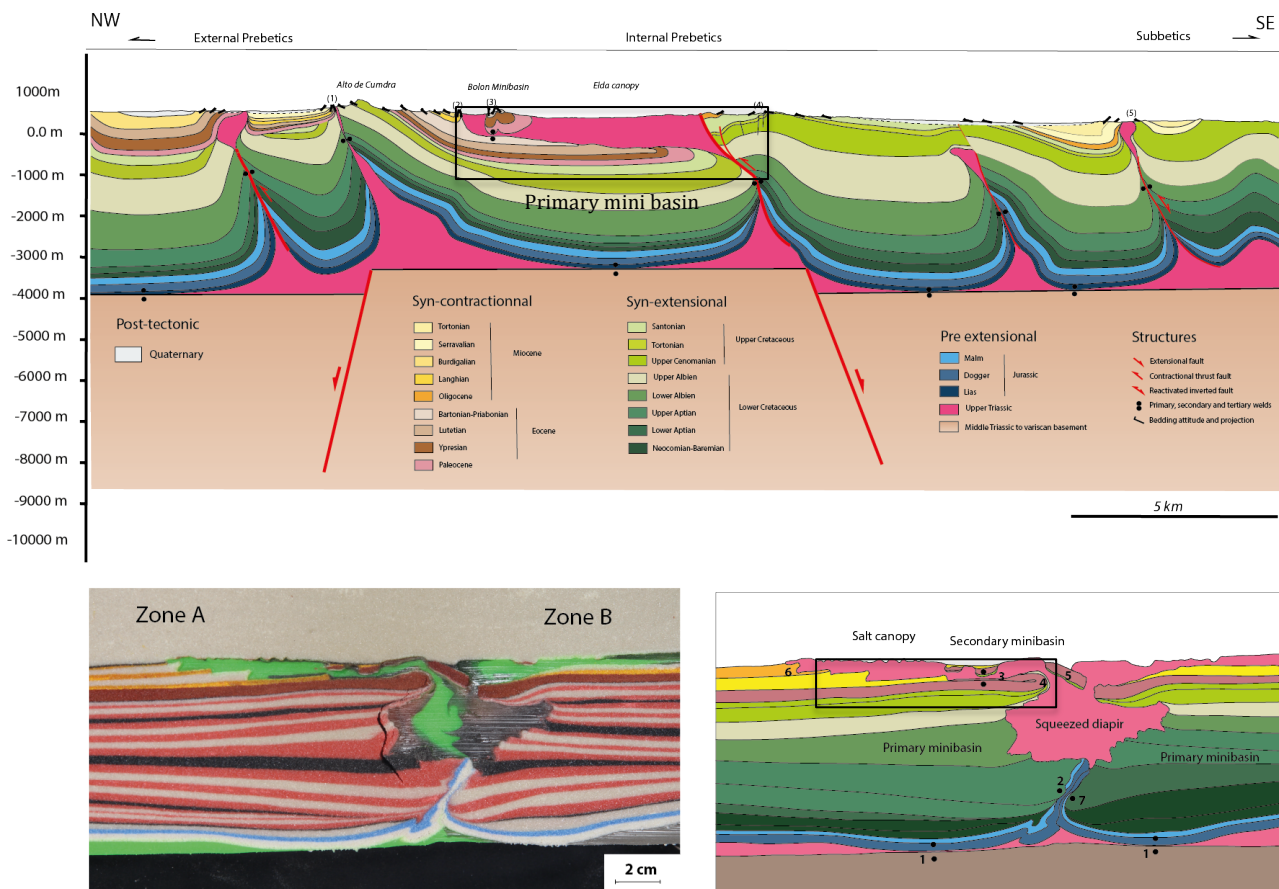 NW
SE
External Prebetics
Internal Prebetics
Subbetics
Alto de Cumdra
Bolon Minibasin
Elda canopy
(1)
(2)
(3)
(4)
(5)
1000m
0.0 m
-1000 m
-2000 m
-3000 m
-4000 m
-5000 m
-6000 m
-7000 m
-8000 m
-9000 m
-10000 m
Primary mini basin
Post-tectonic
Quaternary
Syn-contractionnal
Tortonian
Serravalian
Burdigalian
Langhian
Oligocene
Miocene
Bartonian-Priabonian
Lutetian
Ypresian
Paleocene
Eocene
Syn-extensional
Santonian
Tortonian
Upper Cenomanian
Upper Cretaceous
Upper Albien
Lower Albien
Upper Aptian
Lower Aptian
Neocomian-Baremian
Lower Cretaceous
Pre extensional
Malm
Dogger
Lias
Jurassic
Upper Triassic
Middle Triassic to variscan basement
Structures
Extensional fault
Contractional thrust fault
Reactivated inverted fault
Primary, secondary and tertiary welds
Bedding attitude and projection
5 km
Zone A
Zone B
2 cm
Salt canopy
Secondary minibasin
6
3
4
5
Squeezed diapir
Primary minibasin
Primary minibasin
2
7
1
1